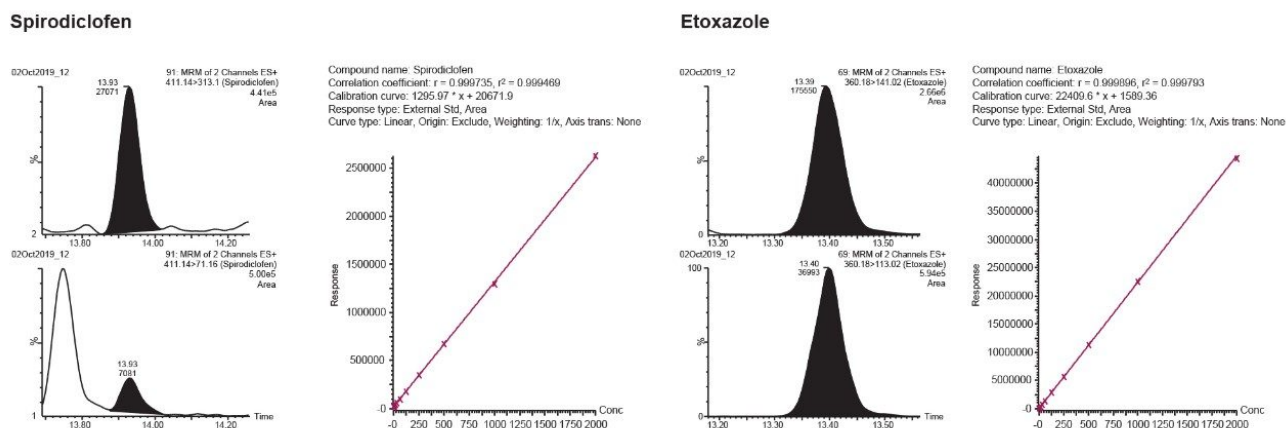 Spirodiclofen
02Oct2019_12
91: MRM of 2 Channels ES+
411.14>313.1 (Spirodiclofen)
4.41e5
Area
13.93
27071
%
2
13.80 14.00 14.20
02Oct2019_12
91: MRM of 2 Channels ES+
411.14>71.16 (Spirodiclofen)
5.00e5
Area
13.93
7081
%
1
13.80 14.00 14.20
Time
Compound name: Spirodiclofen
Correlation coefficient: r = 0.999735, r² = 0.999469
Calibration curve: 1295.97 * x + 20671.9
Response type: External Std, Area
Curve type: Linear, Origin: Exclude, Weighting: 1/x, Axis trans: None
2500000
2000000
1500000
1000000
500000
-0
Response
Conc
0 250 500 750 1000 1250 1500 1750 2000
Etoxazole
02Oct2019_12
69: MRM of 2 Channels ES+
360.18>141.02 (Etoxazole)
2.66e6
Area
13.39
175550
%
0
13.20 13.30 13.40 13.50
02Oct2019_12
69: MRM of 2 Channels ES+
360.18>113.02 (Etoxazole)
5.94e5
Area
13.40
36993
100
%
0
13.20 13.30 13.40 13.50
Time
Compound name: Etoxazole
Correlation coefficient: r = 0.999896, r² = 0.999793
Calibration curve: 22409.6 * x + 1589.36
Response type: External Std, Area
Curve type: Linear, Origin: Exclude, Weighting: 1/x, Axis trans: None
40000000
35000000
30000000
25000000
20000000
15000000
10000000
5000000
-0
Response
Conc
0 250 500 750 1000 1250 1500 1750 2000